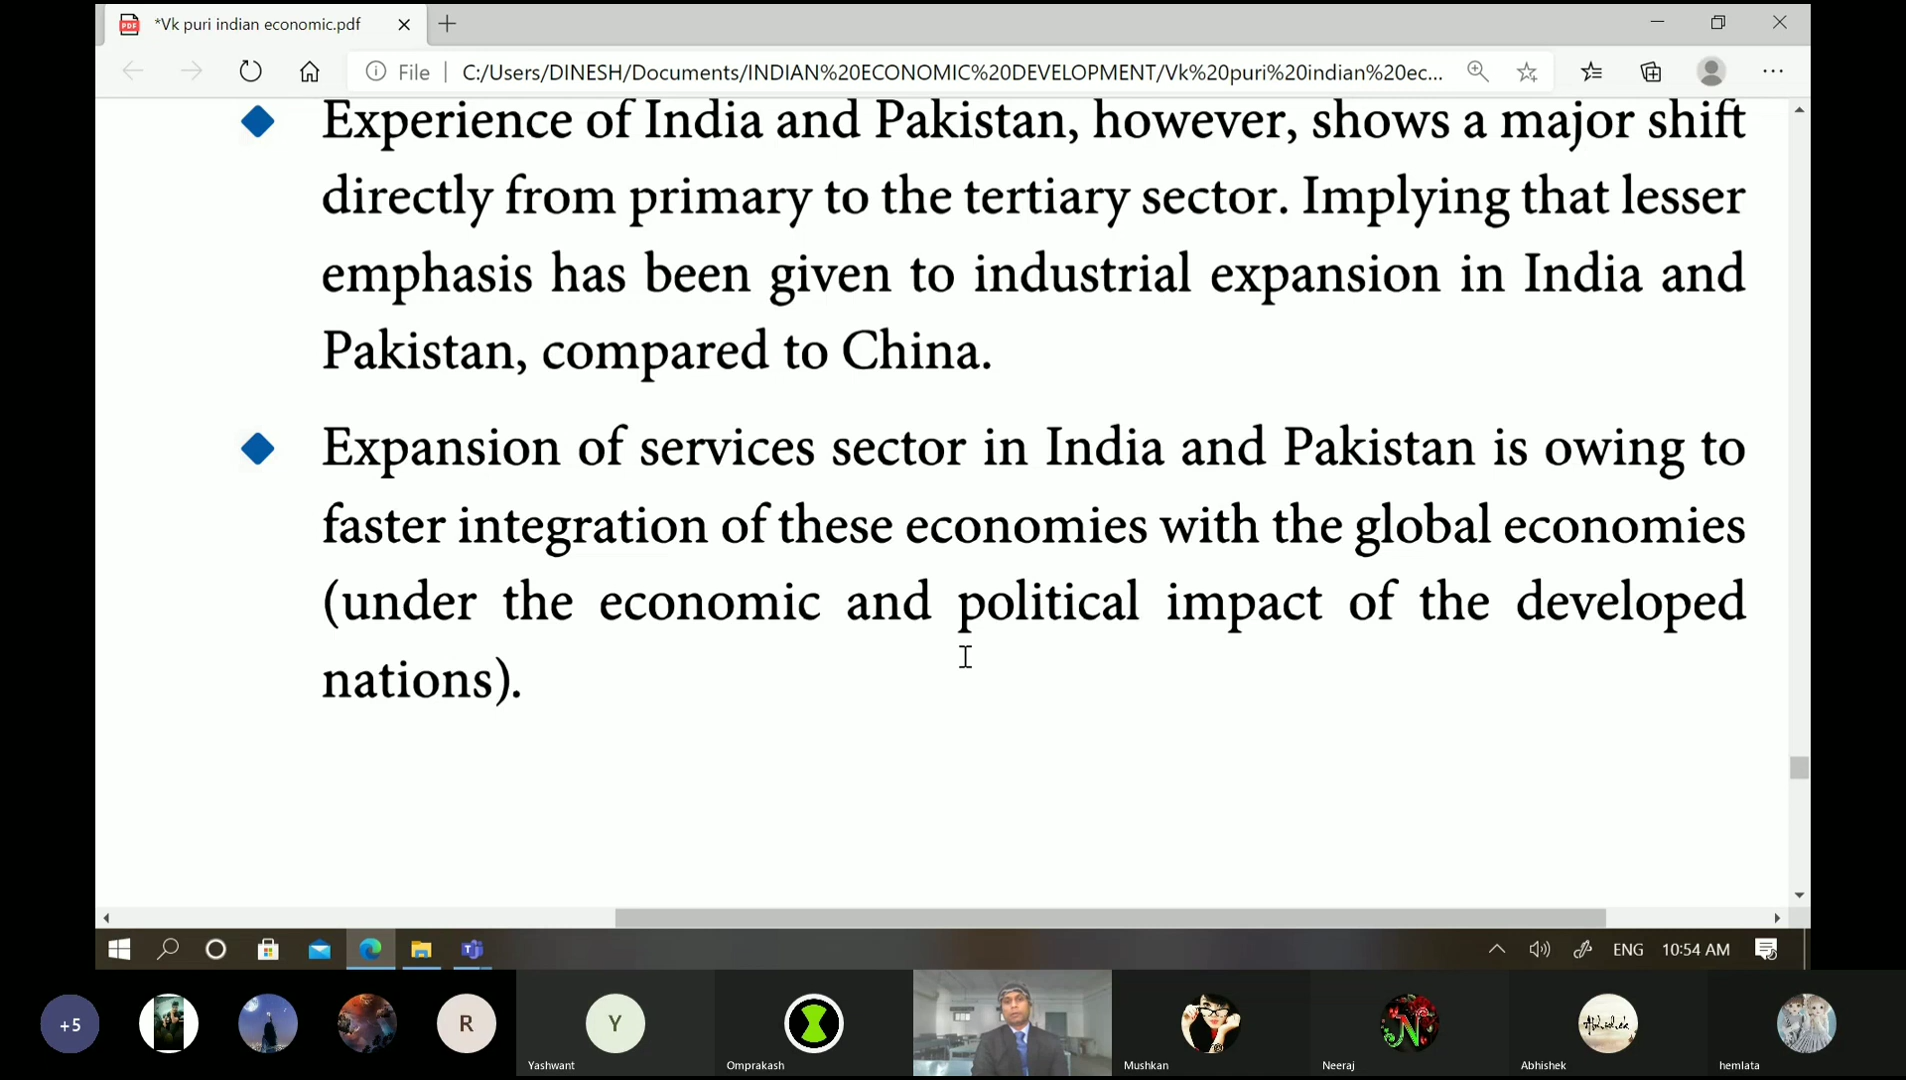 *Vk puri indian economic.pdf
File
C:/Users/DINESH/Documents/INDIAN%20ECONOMIC%20DEVELOPMENT/Vk%20puri%20indian%20ec...
Experience of India and Pakistan, however, shows a major shift
directly from primary to the tertiary sector. Implying that lesser
emphasis has been given to industrial expansion in India and
Pakistan, compared to China.
Expansion of services sector in India and Pakistan is owing to
faster integration of these economies with the global economies
(under the economic and political impact of the developed
nations).
ENG 10:54 AM
+5
R
Y
N
Abhishek
Yashwant
Omprakash
Mushkan
Neeraj
Abhishek
hemlata